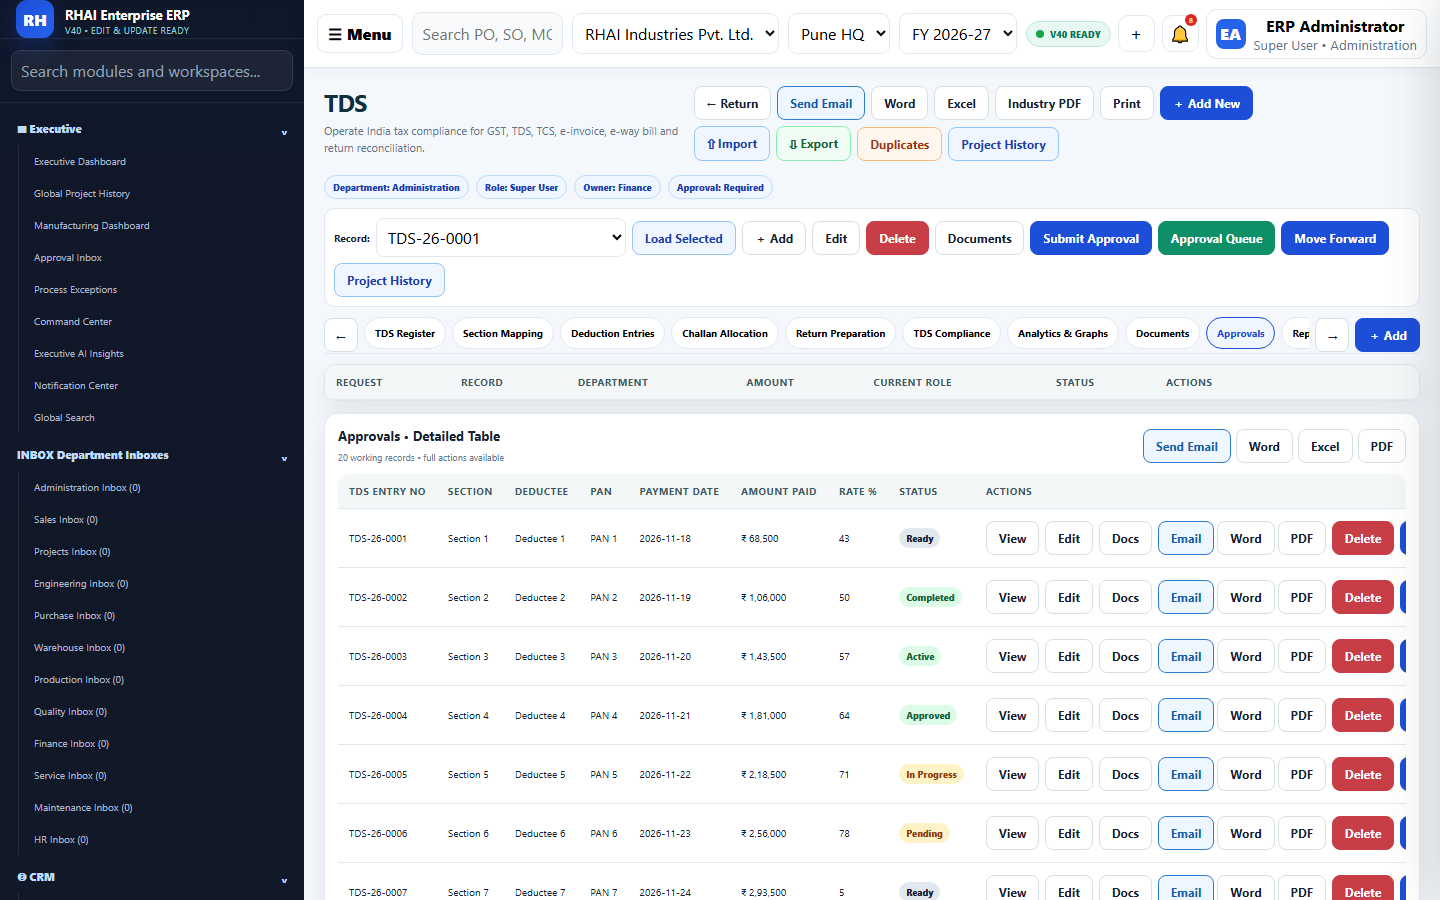 RH
RHAI Enterprise ERP
V40 • EDIT & UPDATE READY
Search modules and workspaces...
Executive
Executive Dashboard
Global Project History
Manufacturing Dashboard
Approval Inbox
Process Exceptions
Command Center
Executive AI Insights
Notification Center
Global Search
INBOX Department Inboxes
Administration Inbox (0)
Sales Inbox (0)
Projects Inbox (0)
Engineering Inbox (0)
Purchase Inbox (0)
Warehouse Inbox (0)
Production Inbox (0)
Quality Inbox (0)
Finance Inbox (0)
Service Inbox (0)
Maintenance Inbox (0)
HR Inbox (0)
CRM
☰ Menu
Search PO, SO, MC
RHAI Industries Pvt. Ltd.
Pune HQ
FY 2026-27
V40 READY
+
8
EA
ERP Administrator
Super User • Administration
TDS
Operate India tax compliance for GST, TDS, TCS, e-invoice, e-way bill and
return reconciliation.
← Return
Send Email
Word
Excel
Industry PDF
Print
+ Add New
⇧ Import
⇩ Export
Duplicates
Project History
Department: Administration
Role: Super User
Owner: Finance
Approval: Required
Record:
TDS-26-0001
Load Selected
+ Add
Edit
Delete
Documents
Submit Approval
Approval Queue
Move Forward
Project History
←
TDS Register
Section Mapping
Deduction Entries
Challan Allocation
Return Preparation
TDS Compliance
Analytics & Graphs
Documents
Approvals
Rep
→
+ Add
REQUEST RECORD DEPARTMENT AMOUNT CURRENT ROLE STATUS ACTIONS
Approvals • Detailed Table
20 working records • full actions available
Send Email
Word
Excel
PDF
TDS ENTRY NO SECTION DEDUCTEE PAN PAYMENT DATE AMOUNT PAID RATE % STATUS ACTIONS
TDS-26-0001 Section 1 Deductee 1 PAN 1 2026-11-18 ₹ 68,500 43 Ready View Edit Docs Email Word PDF Delete
TDS-26-0002 Section 2 Deductee 2 PAN 2 2026-11-19 ₹ 1,06,000 50 Completed View Edit Docs Email Word PDF Delete
TDS-26-0003 Section 3 Deductee 3 PAN 3 2026-11-20 ₹ 1,43,500 57 Active View Edit Docs Email Word PDF Delete
TDS-26-0004 Section 4 Deductee 4 PAN 4 2026-11-21 ₹ 1,81,000 64 Approved View Edit Docs Email Word PDF Delete
TDS-26-0005 Section 5 Deductee 5 PAN 5 2026-11-22 ₹ 2,18,500 71 In Progress View Edit Docs Email Word PDF Delete
TDS-26-0006 Section 6 Deductee 6 PAN 6 2026-11-23 ₹ 2,56,000 78 Pending View Edit Docs Email Word PDF Delete
TDS-26-0007 Section 7 Deductee 7 PAN 7 2026-11-24 ₹ 2,93,500 5 Ready View Edit Docs Email Word PDF Delete